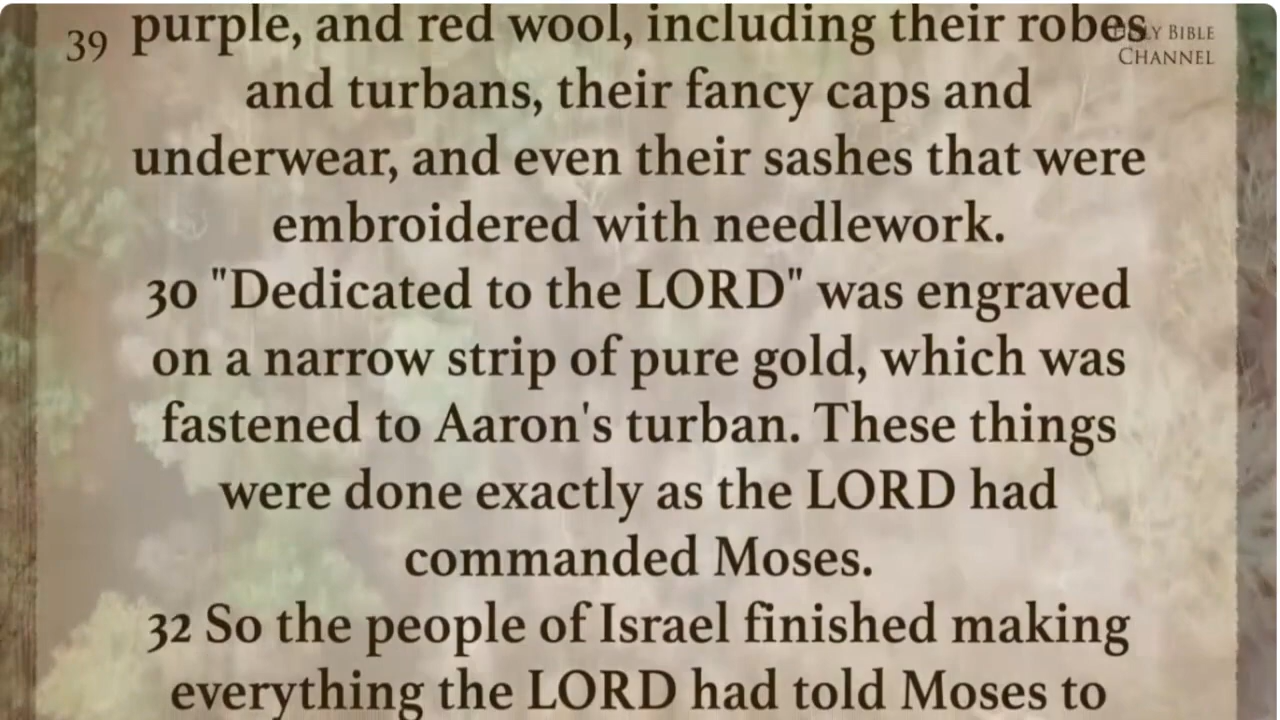 39 purple, and red wool, including their robes
and turbans, their fancy caps and
underwear, and even their sashes that were
embroidered with needlework.
30 "Dedicated to the LORD" was engraved
on a narrow strip of pure gold, which was
fastened to Aaron's turban. These things
were done exactly as the LORD had
commanded Moses.
32 So the people of Israel finished making
everything the LORD had told Moses to
BIBLE
CHANNEL